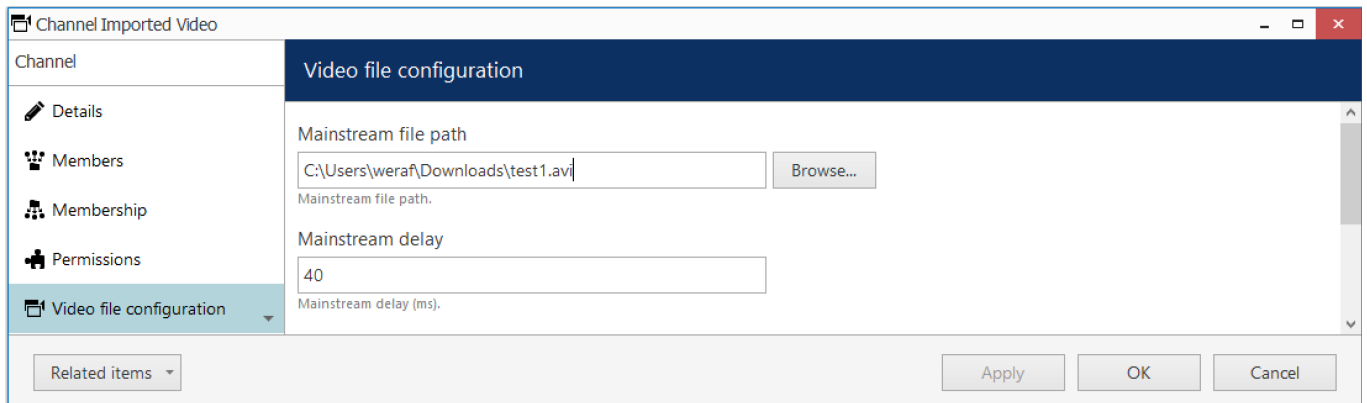 Channel Imported Video
Channel
Details
Members
Membership
Permissions
Video file configuration
Video file configuration
Mainstream file path
C:\Users\weraf\Downloads\test1.avi
Browse...
Mainstream file path.
Mainstream delay
40
Mainstream delay (ms).
Related items
Apply
OK
Cancel